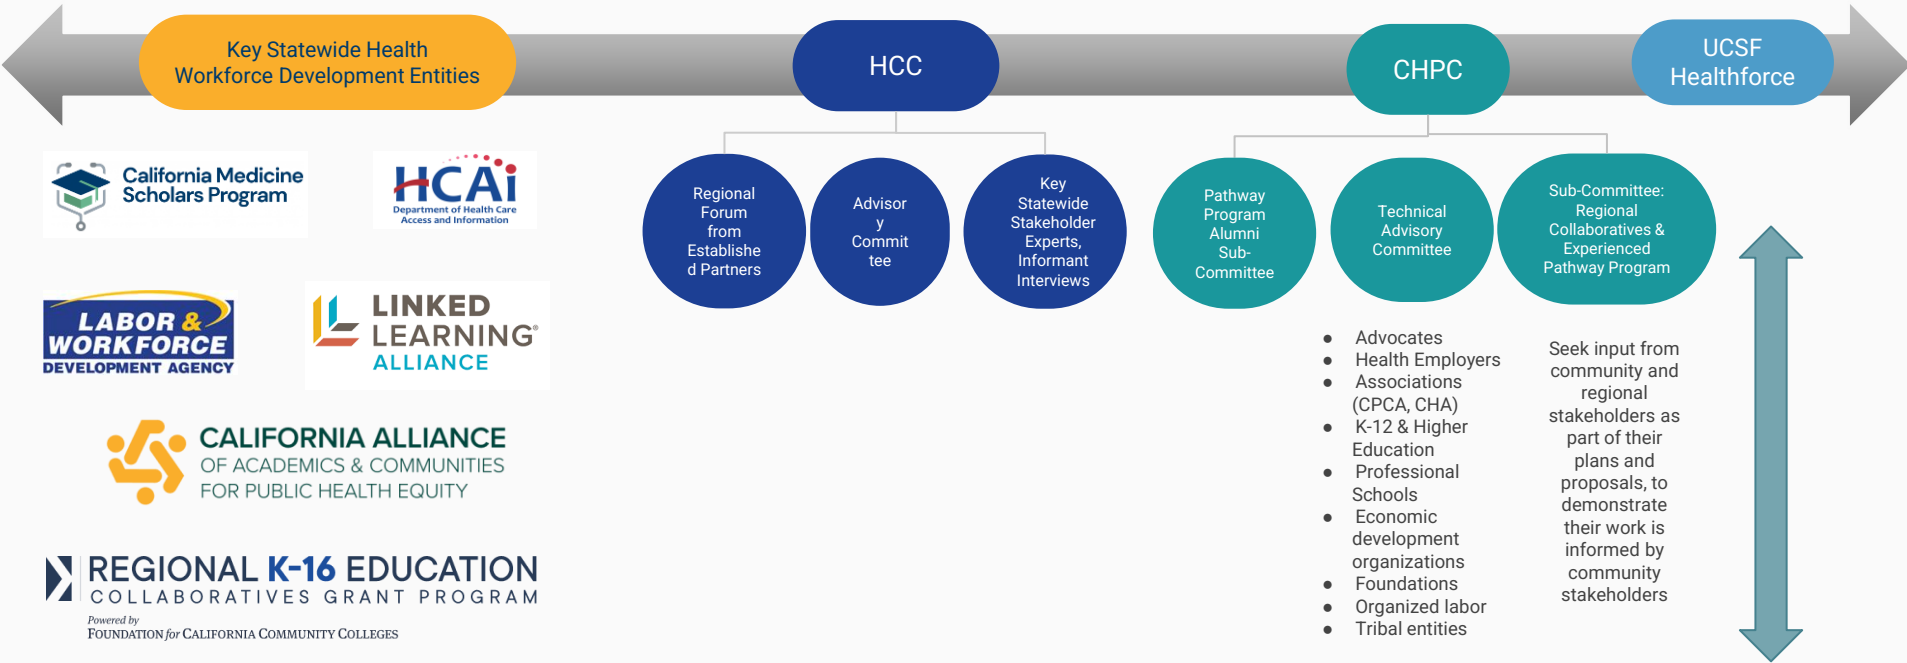 Key Statewide Health
Workforce Development Entities
HCC
CHPC
UCSF
Healthforce
California Medicine
Scholars Program
HCAi
Department of Health Care
Access and Information
LABOR &
WORKFORCE
DEVELOPMENT AGENCY
LINKED
LEARNING®
ALLIANCE
CALIFORNIA ALLIANCE
OF ACADEMICS & COMMUNITIES
FOR PUBLIC HEALTH EQUITY
REGIONAL K-16 EDUCATION
COLLABORATIVES GRANT PROGRAM
Powered by
FOUNDATION for CALIFORNIA COMMUNITY COLLEGES
Regional
Forum
from
Establishe
d Partners
Advisor
y
Commit
tee
Key
Statewide
Stakeholder
Experts,
Informant
Interviews
Pathway
Program
Alumni
Sub-
Committee
Technical
Advisory
Committee
Sub-Committee:
Regional
Collaboratives &
Experienced
Pathway Program
● Advocates
● Health Employers
● Associations
(CPCA, CHA)
● K-12 & Higher
Education
● Professional
Schools
● Economic
development
organizations
● Foundations
● Organized labor
● Tribal entities
Seek input from
community and
regional
stakeholders as
part of their
plans and
proposals, to
demonstrate
their work is
informed by
community
stakeholders